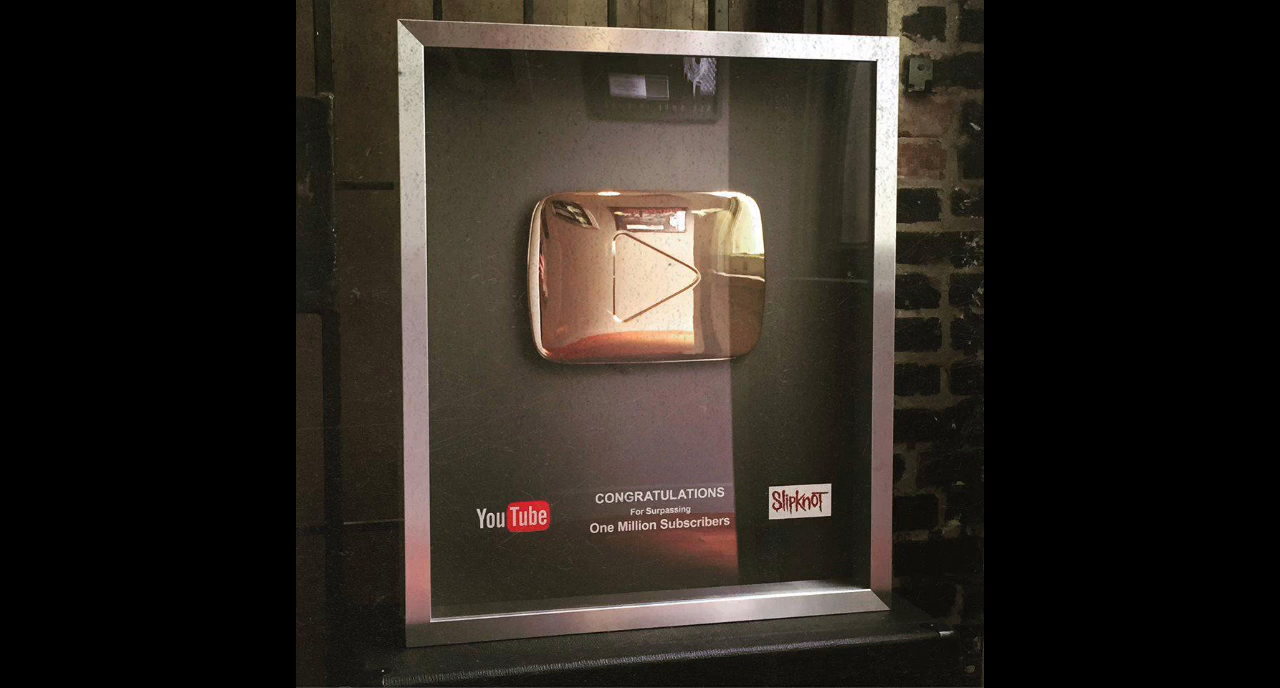 YouTube
CONGRATULATIONS
For Surpassing
One Million Subscribers
SlipknoT